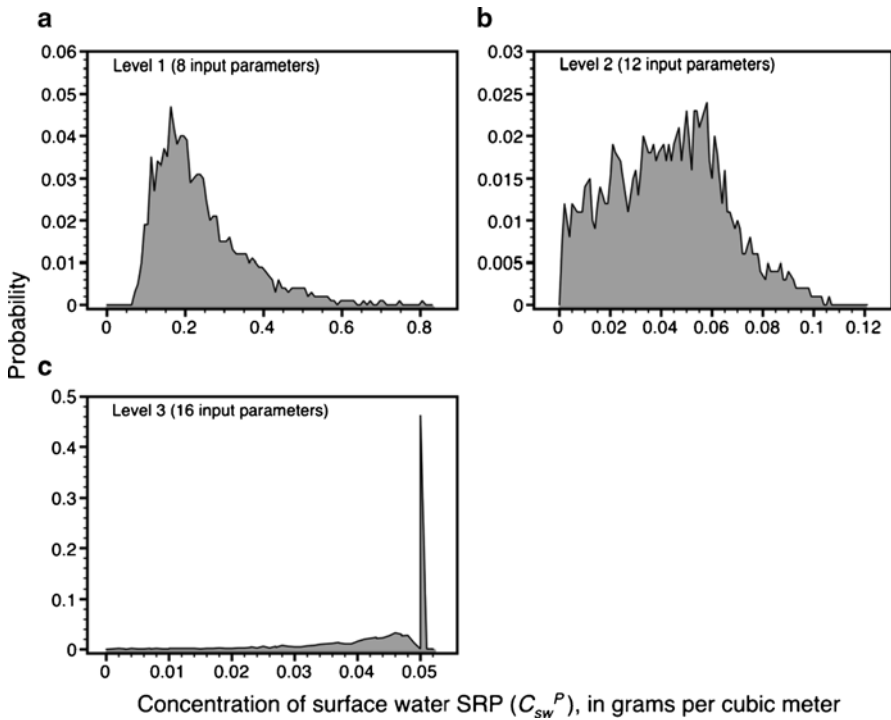 a
Level 1 (8 input parameters)
0.06
0.05
0.04
0.03
0.02
0.01
0
0 0.2 0.4 0.6 0.8
b
Level 2 (12 input parameters)
0.03
0.025
0.02
0.015
0.01
0.005
0
0 0.02 0.04 0.06 0.08 0.1 0.12
Probability
c
Level 3 (16 input parameters)
0.5
0.4
0.3
0.2
0.1
0
0 0.01 0.02 0.03 0.04 0.05
Concentration of surface water SRP (C_sw^P), in grams per cubic meter